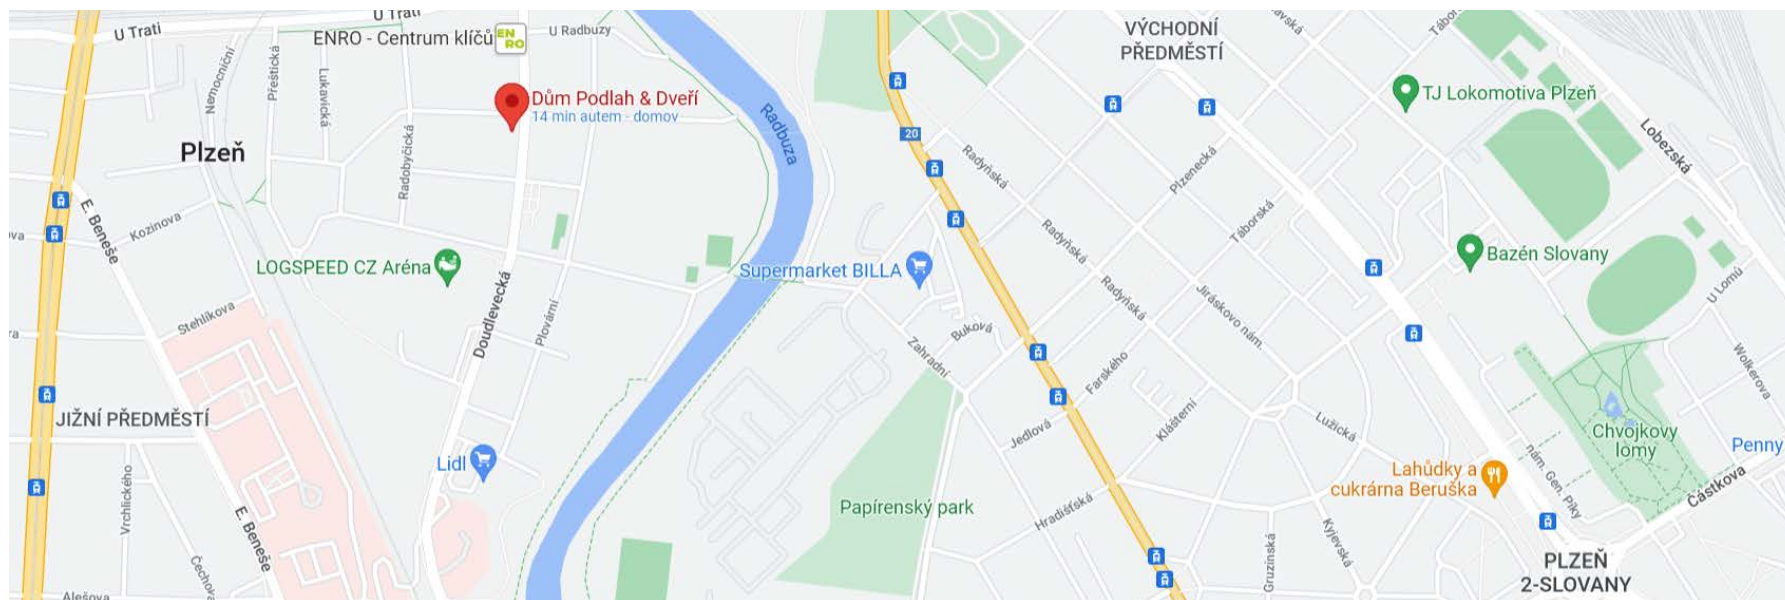 U Trati
U Trati
ENRO - Centrum klíčů
EN
RO
U Radbuzy
VÝCHODNÍ
PŘEDMĚSTÍ
Nemocniční
Přeštická
Lukavická
Radobyčická
Dům Podlah & Dveří
14 min autem - domov
Radbuza
20
TJ Lokomotiva Plzeň
Lobezská
Plzeň
Radyňská
Plzenecká
Táborská
E. Beneše
Kozinova
LOGSPEED CZ Aréna
Doudlevecká
Plovární
Supermarket BILLA
Radyňská
Radyňská
Jiráskovo nám.
Bazén Slovany
U Lomů
Stehlíkova
Buková
Zahradní
Farského
Wolkerova
JIŽNÍ PŘEDMĚSTÍ
Jedlová
Klášterní
Lužická
Chvojkovy
lomy
Penny
Lidl
Lahůdky a
cukrárna Beruška
nám. Gen. Píky
Částkova
Vrchlického
E. Beneše
Papírenský park
Hradišťská
Gruzínská
Kyjevská
PLZEŇ
2-SLOVANY
Alešova